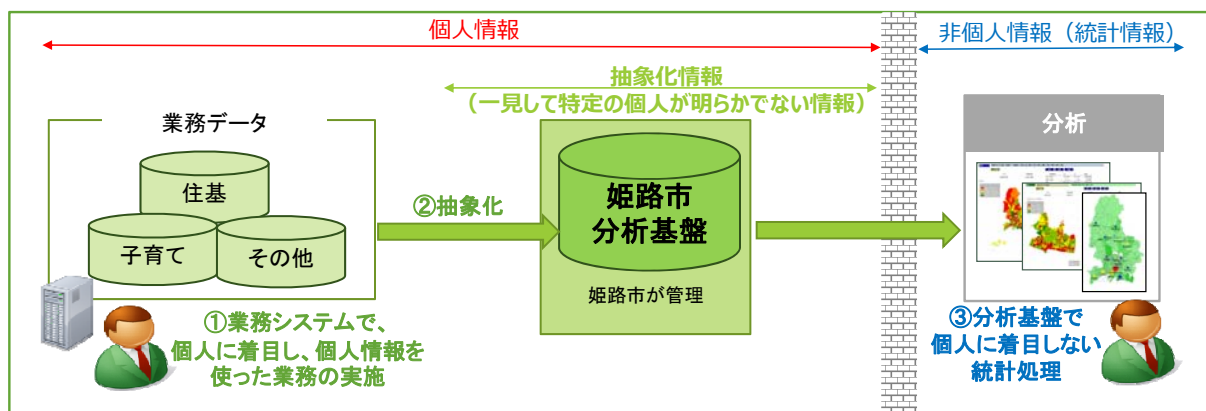 個人情報
非個人情報（統計情報）
抽象化情報
（一見して特定の個人が明らかでない情報）
業務データ
住基
子育て
その他
①業務システムで、
個人に着目し、個人情報を
使った業務の実施
②抽象化
姫路市
分析基盤
姫路市が管理
分析
③分析基盤で
個人に着目しない
統計処理